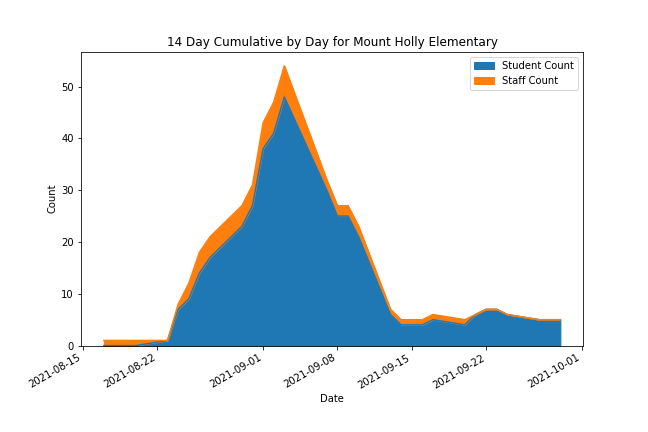 14 Day Cumulative by Day for Mount Holly Elementary
Student Count
Staff Count
Count
50
40
30
20
10
0
2021-08-15
2021-08-22
2021-09-01
2021-09-08
2021-09-15
2021-09-22
2021-10-01
Date